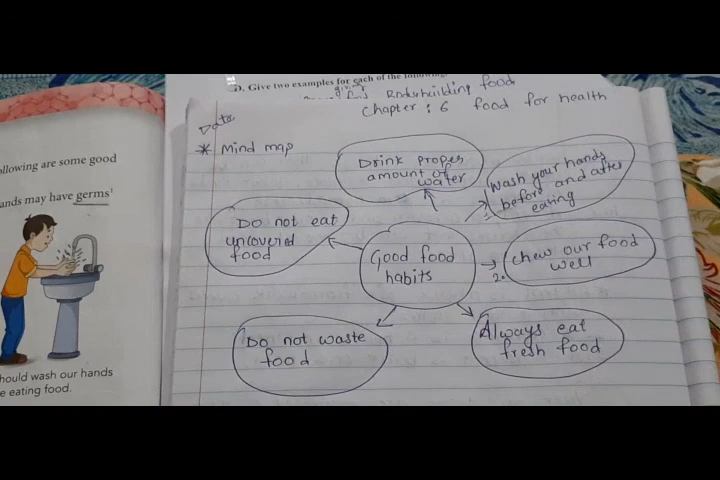 D. Give two examples for each of the following
Bodybuilding food
Chapter : 6 food for health
Date
* Mind map
Drink proper
amount of
water
Wash your hands
before and after
eating
Do not eat
uncovered
food
Good food
habits
chew our food
well
2.
Do not waste
food
Always eat
fresh food
ollowing are some good
ands may have germs
hould wash our hands
e eating food.